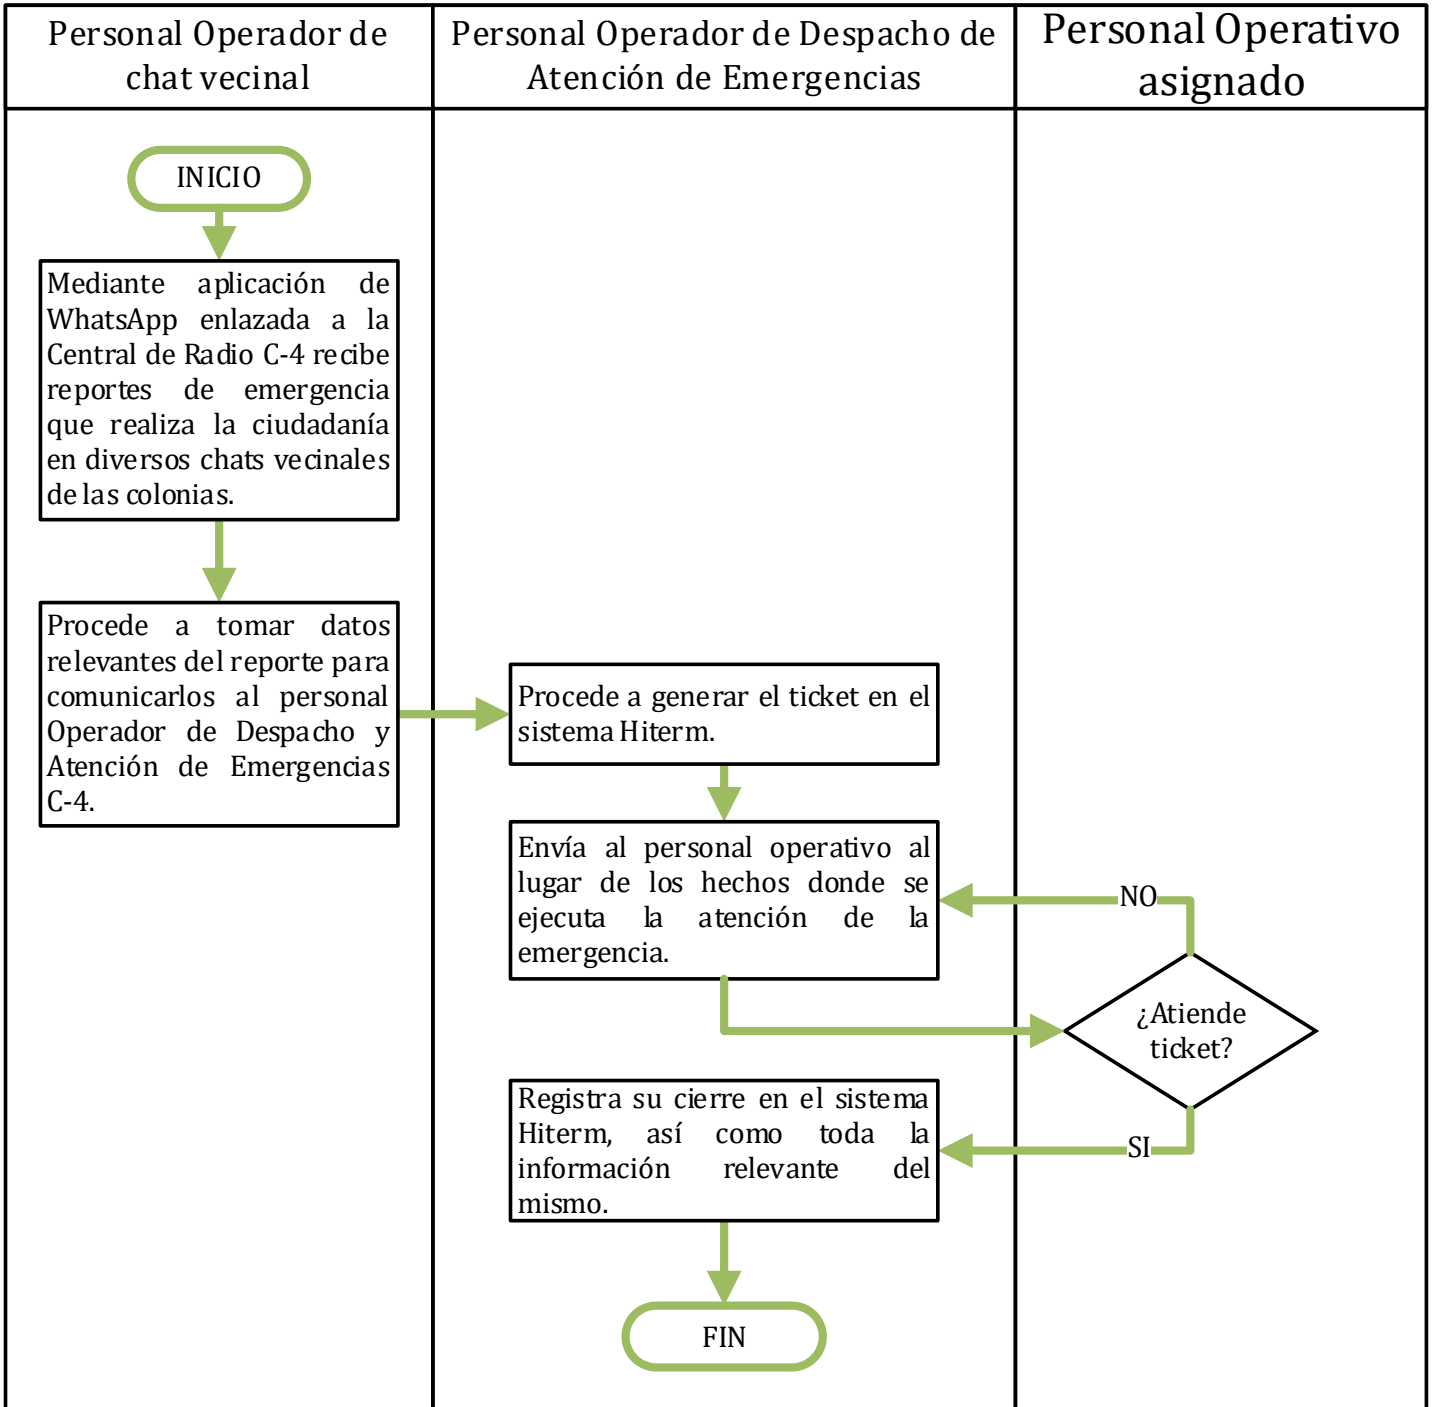 Personal Operador de
chat vecinal
Personal Operador de Despacho de
Atención de Emergencias
Personal Operativo
asignado
INICIO
Mediante aplicación de
WhatsApp enlazada a la
Central de Radio C-4 recibe
reportes de emergencia
que realiza la ciudadanía
en diversos chats vecinales
de las colonias.
Procede a tomar datos
relevantes del reporte para
comunicarlos al personal
Operador de Despacho y
Atención de Emergencias
C-4.
Procede a generar el ticket en el
sistema Hiterm.
Envía al personal operativo al
lugar de los hechos donde se
ejecuta la atención de la
emergencia.
NO
¿Atiende
ticket?
SI
Registra su cierre en el sistema
Hiterm, así como toda la
información relevante del
mismo.
FIN